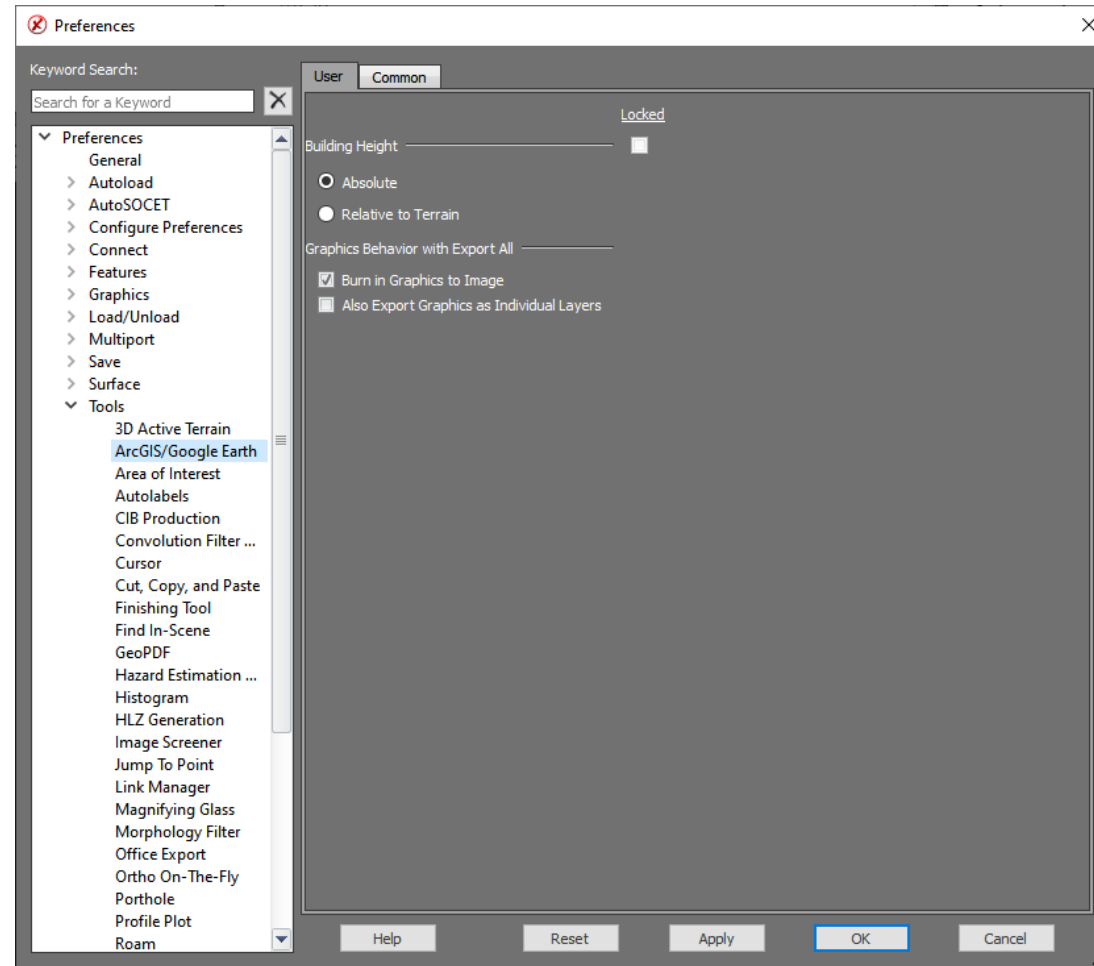 Preferences
Keyword Search:
Search for a Keyword
Preferences
General
Autoload
AutoSOCET
Configure Preferences
Connect
Features
Graphics
Load/Unload
Multiport
Save
Surface
Tools
3D Active Terrain
ArcGIS/Google Earth
Area of Interest
Autolabels
CIB Production
Convolution Filter ...
Cursor
Cut, Copy, and Paste
Finishing Tool
Find In-Scene
GeoPDF
Hazard Estimation ...
Histogram
HLZ Generation
Image Screener
Jump To Point
Link Manager
Magnifying Glass
Morphology Filter
Office Export
Ortho On-The-Fly
Porthole
Profile Plot
Roam
User Common
Locked
Building Height
Absolute
Relative to Terrain
Graphics Behavior with Export All
Burn in Graphics to Image
Also Export Graphics as Individual Layers
Help Reset Apply OK Cancel